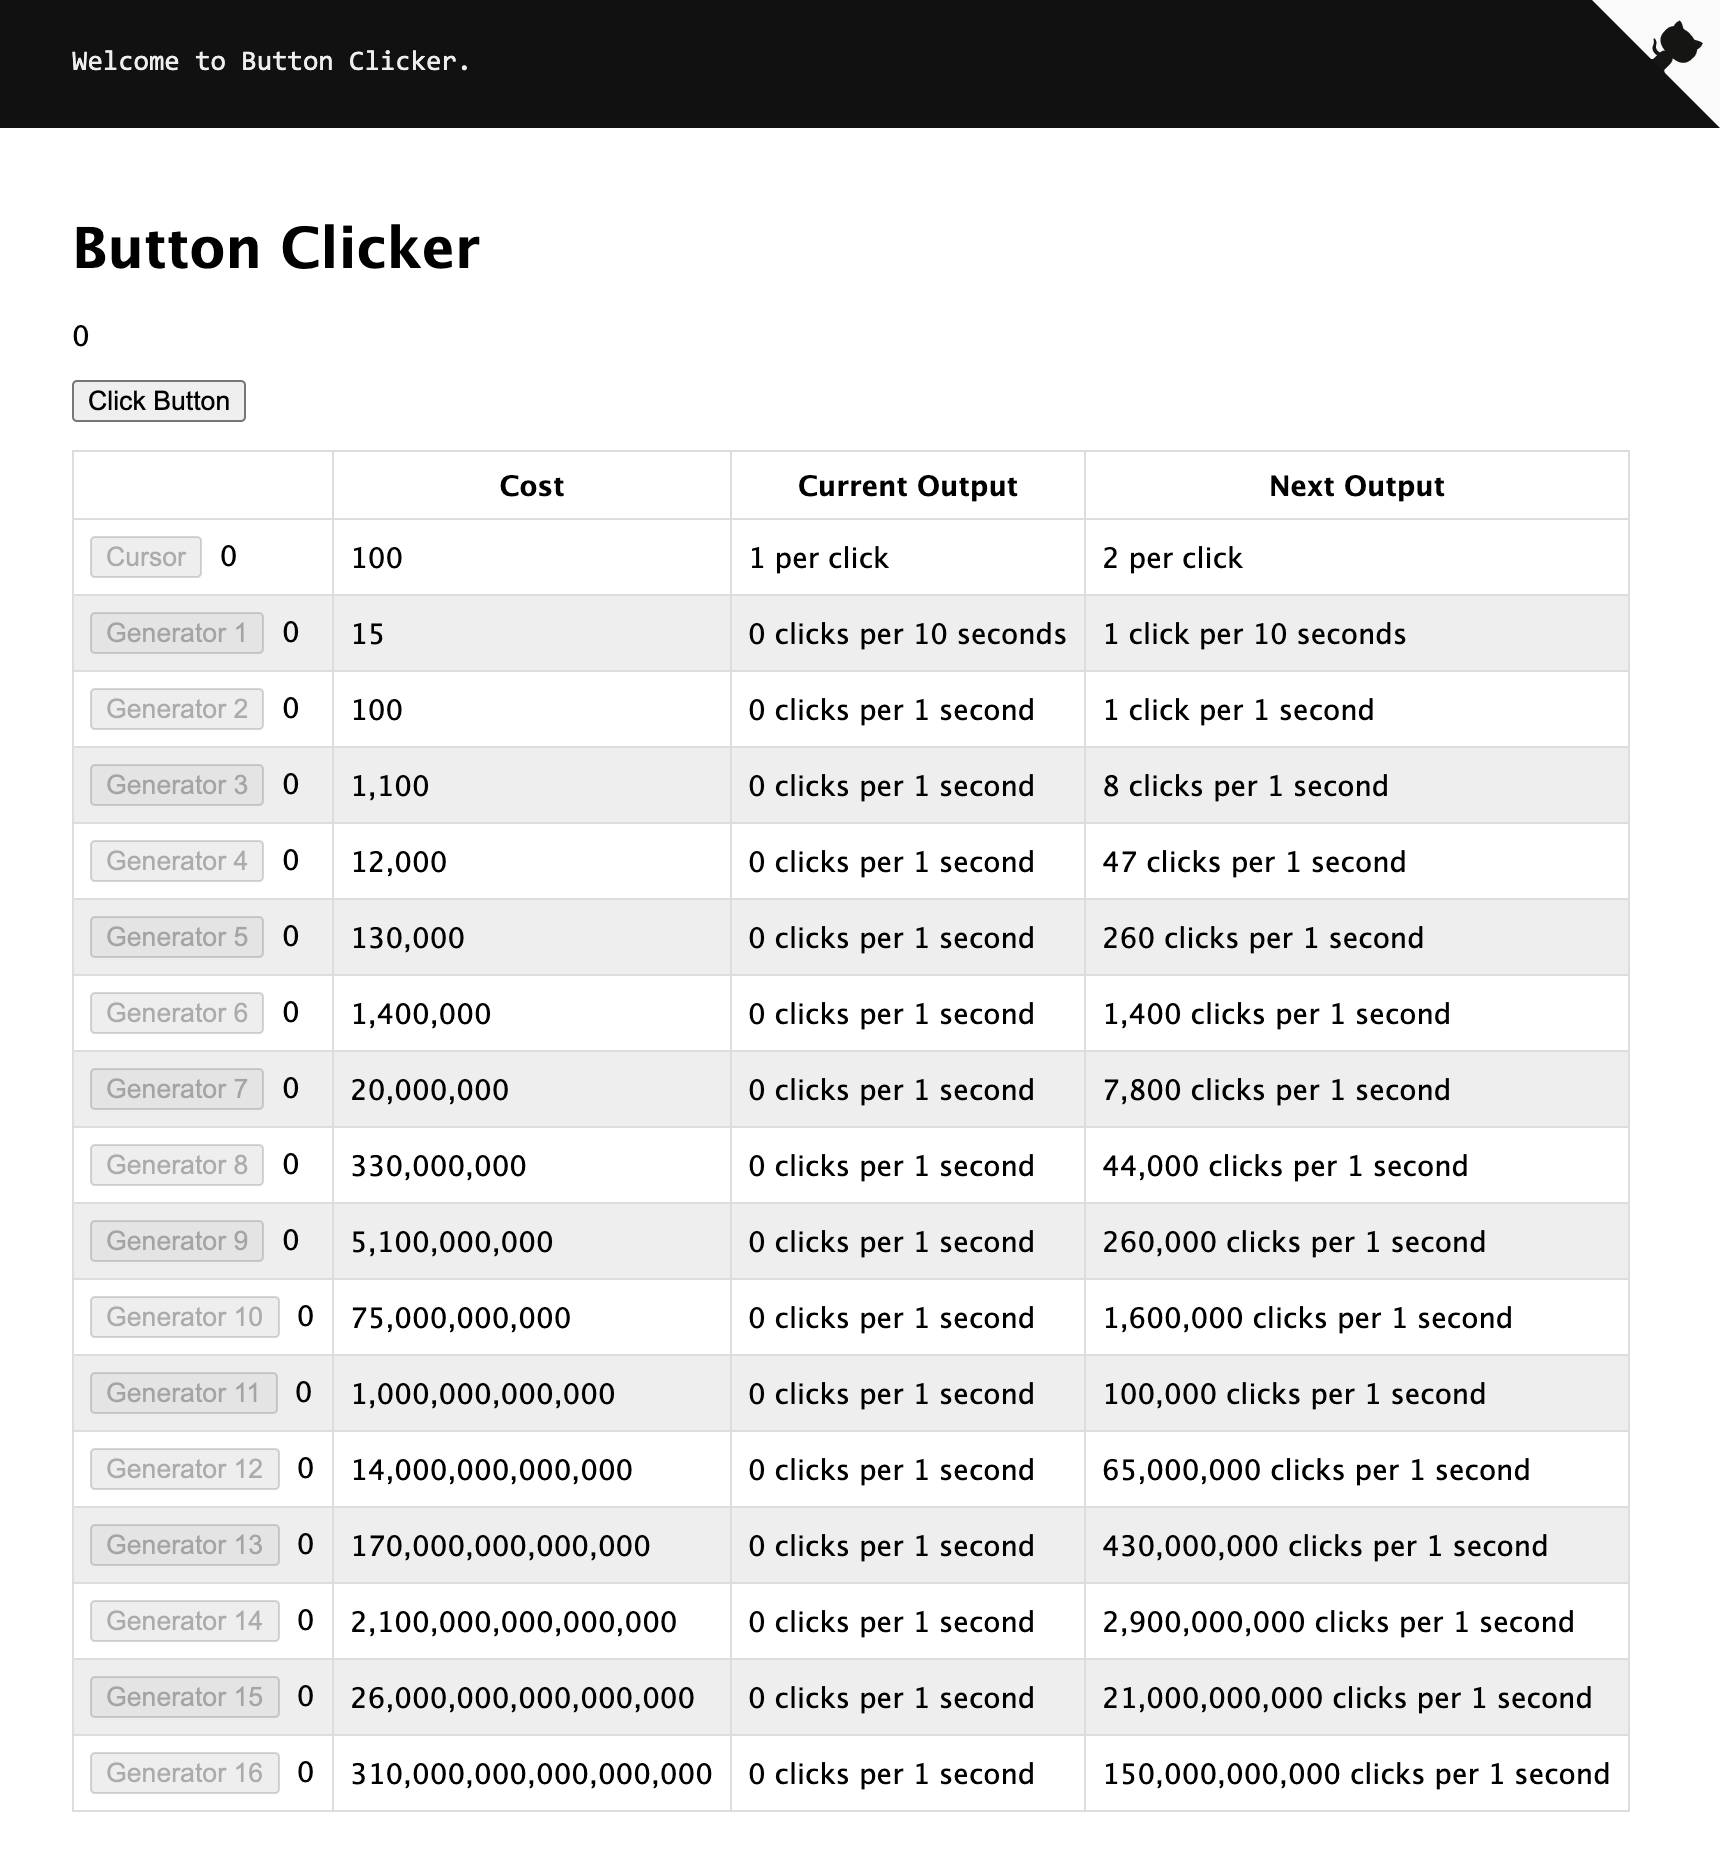 Welcome to Button Clicker.
Button Clicker
0
Click Button
Cost Current Output Next Output
Cursor 0 100 1 per click 2 per click
Generator 1 0 15 0 clicks per 10 seconds 1 click per 10 seconds
Generator 2 0 100 0 clicks per 1 second 1 click per 1 second
Generator 3 0 1,100 0 clicks per 1 second 8 clicks per 1 second
Generator 4 0 12,000 0 clicks per 1 second 47 clicks per 1 second
Generator 5 0 130,000 0 clicks per 1 second 260 clicks per 1 second
Generator 6 0 1,400,000 0 clicks per 1 second 1,400 clicks per 1 second
Generator 7 0 20,000,000 0 clicks per 1 second 7,800 clicks per 1 second
Generator 8 0 330,000,000 0 clicks per 1 second 44,000 clicks per 1 second
Generator 9 0 5,100,000,000 0 clicks per 1 second 260,000 clicks per 1 second
Generator 10 0 75,000,000,000 0 clicks per 1 second 1,600,000 clicks per 1 second
Generator 11 0 1,000,000,000,000 0 clicks per 1 second 100,000 clicks per 1 second
Generator 12 0 14,000,000,000,000 0 clicks per 1 second 65,000,000 clicks per 1 second
Generator 13 0 170,000,000,000,000 0 clicks per 1 second 430,000,000 clicks per 1 second
Generator 14 0 2,100,000,000,000,000 0 clicks per 1 second 2,900,000,000 clicks per 1 second
Generator 15 0 26,000,000,000,000,000 0 clicks per 1 second 21,000,000,000 clicks per 1 second
Generator 16 0 310,000,000,000,000,000 0 clicks per 1 second 150,000,000,000 clicks per 1 second